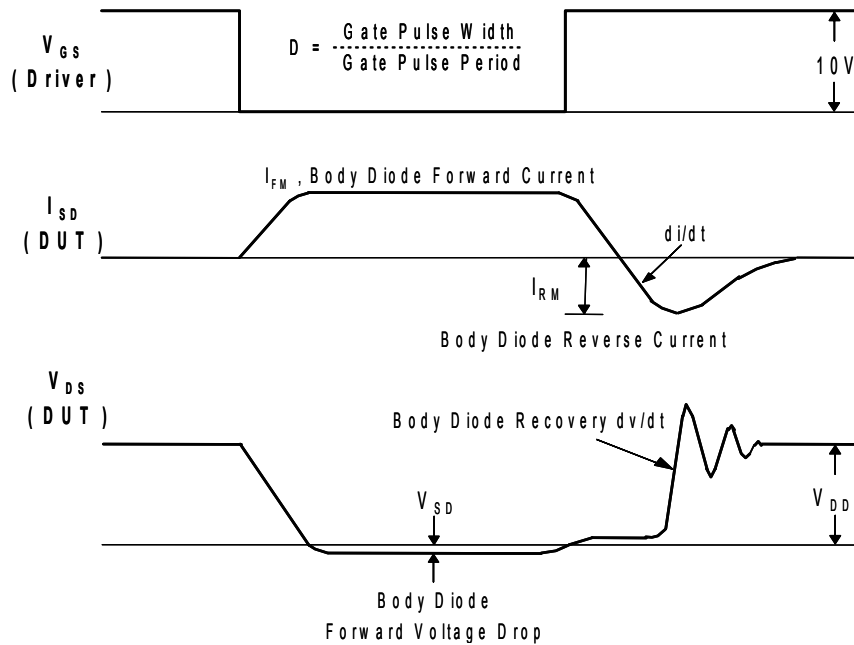 V GS
( Driver )
D = Gate Pulse Width
Gate Pulse Period
10V
I FM , Body Diode Forward Current
I SD
( DUT )
di/dt
I RM
Body Diode Reverse Current
V DS
( DUT )
Body Diode Recovery dv/dt
V SD
V DD
Body Diode
Forward Voltage Drop